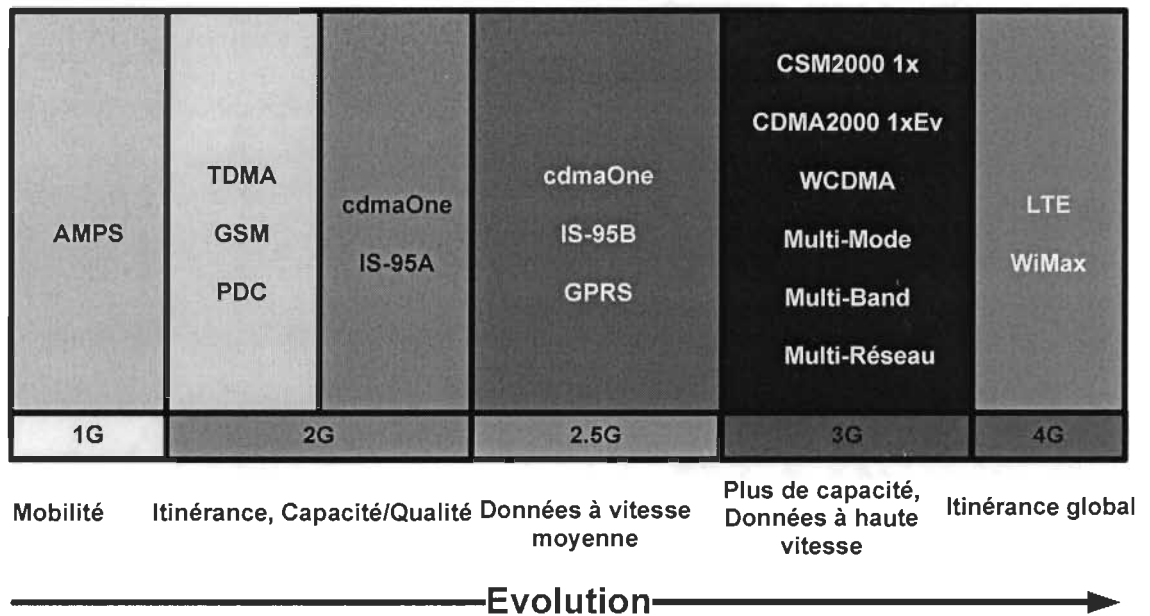 AMPS
TDMA
GSM
PDC
cdmaOne
IS-95A
cdmaOne
IS-95B
GPRS
CSM2000 1x
CDMA2000 1xEv
WCDMA
Multi-Mode
Multi-Band
Multi-Réseau
LTE
WiMax
1G
2G
2.5G
3G
4G
Mobilité
Itinérance, Capacité/Qualité
Données à vitesse
moyenne
Plus de capacité,
Données à haute
vitesse
Itinérance global
Evolution